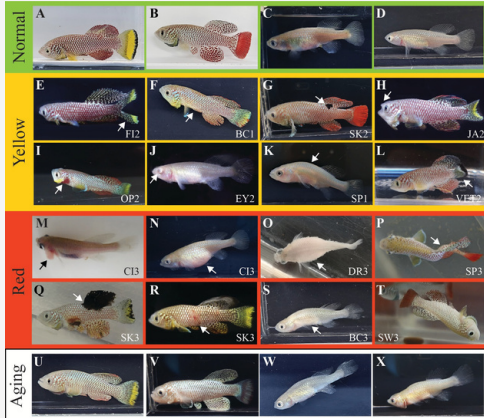 Normal
A B C D
Yellow
E F G H
FI2 BC1 SK2 JA2
I J K L
OP2 EY2 SP1 VET2
Red
M N O P
CI3 CI3 DR3 SP3
Q R S T
SK3 SK3 BC3 SW3
Aging
U V W X